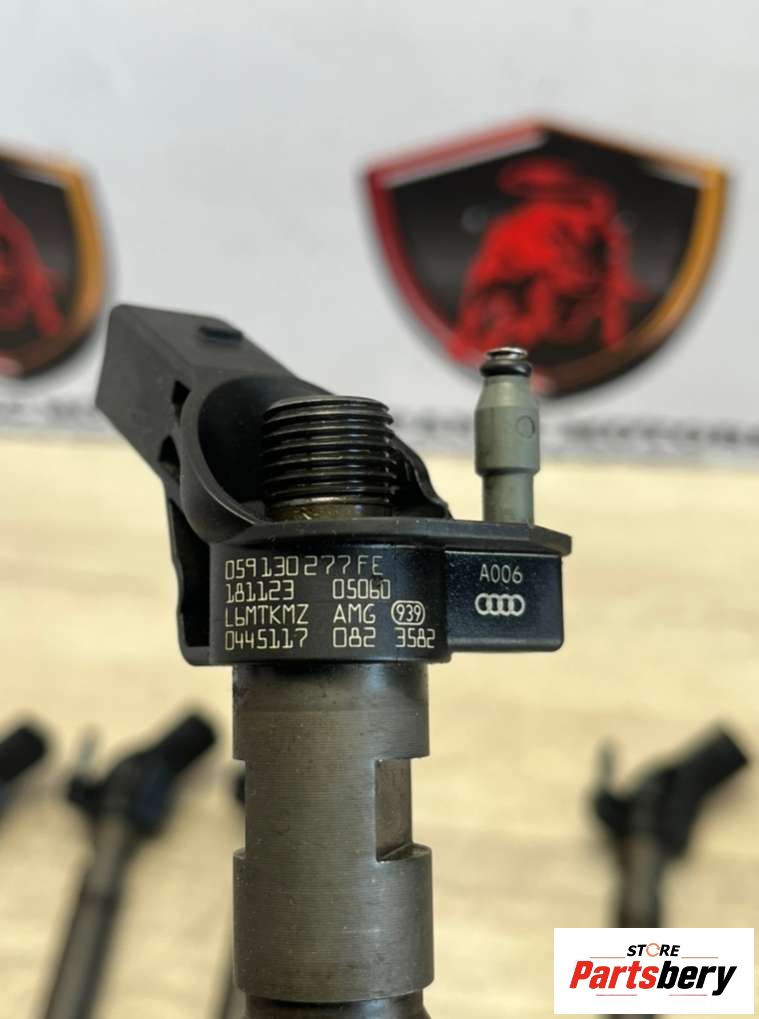 059130277FE
181123 05060
L6MTKMZ AMG 939
0445117 082 3582
A006
STORE
Partsbery